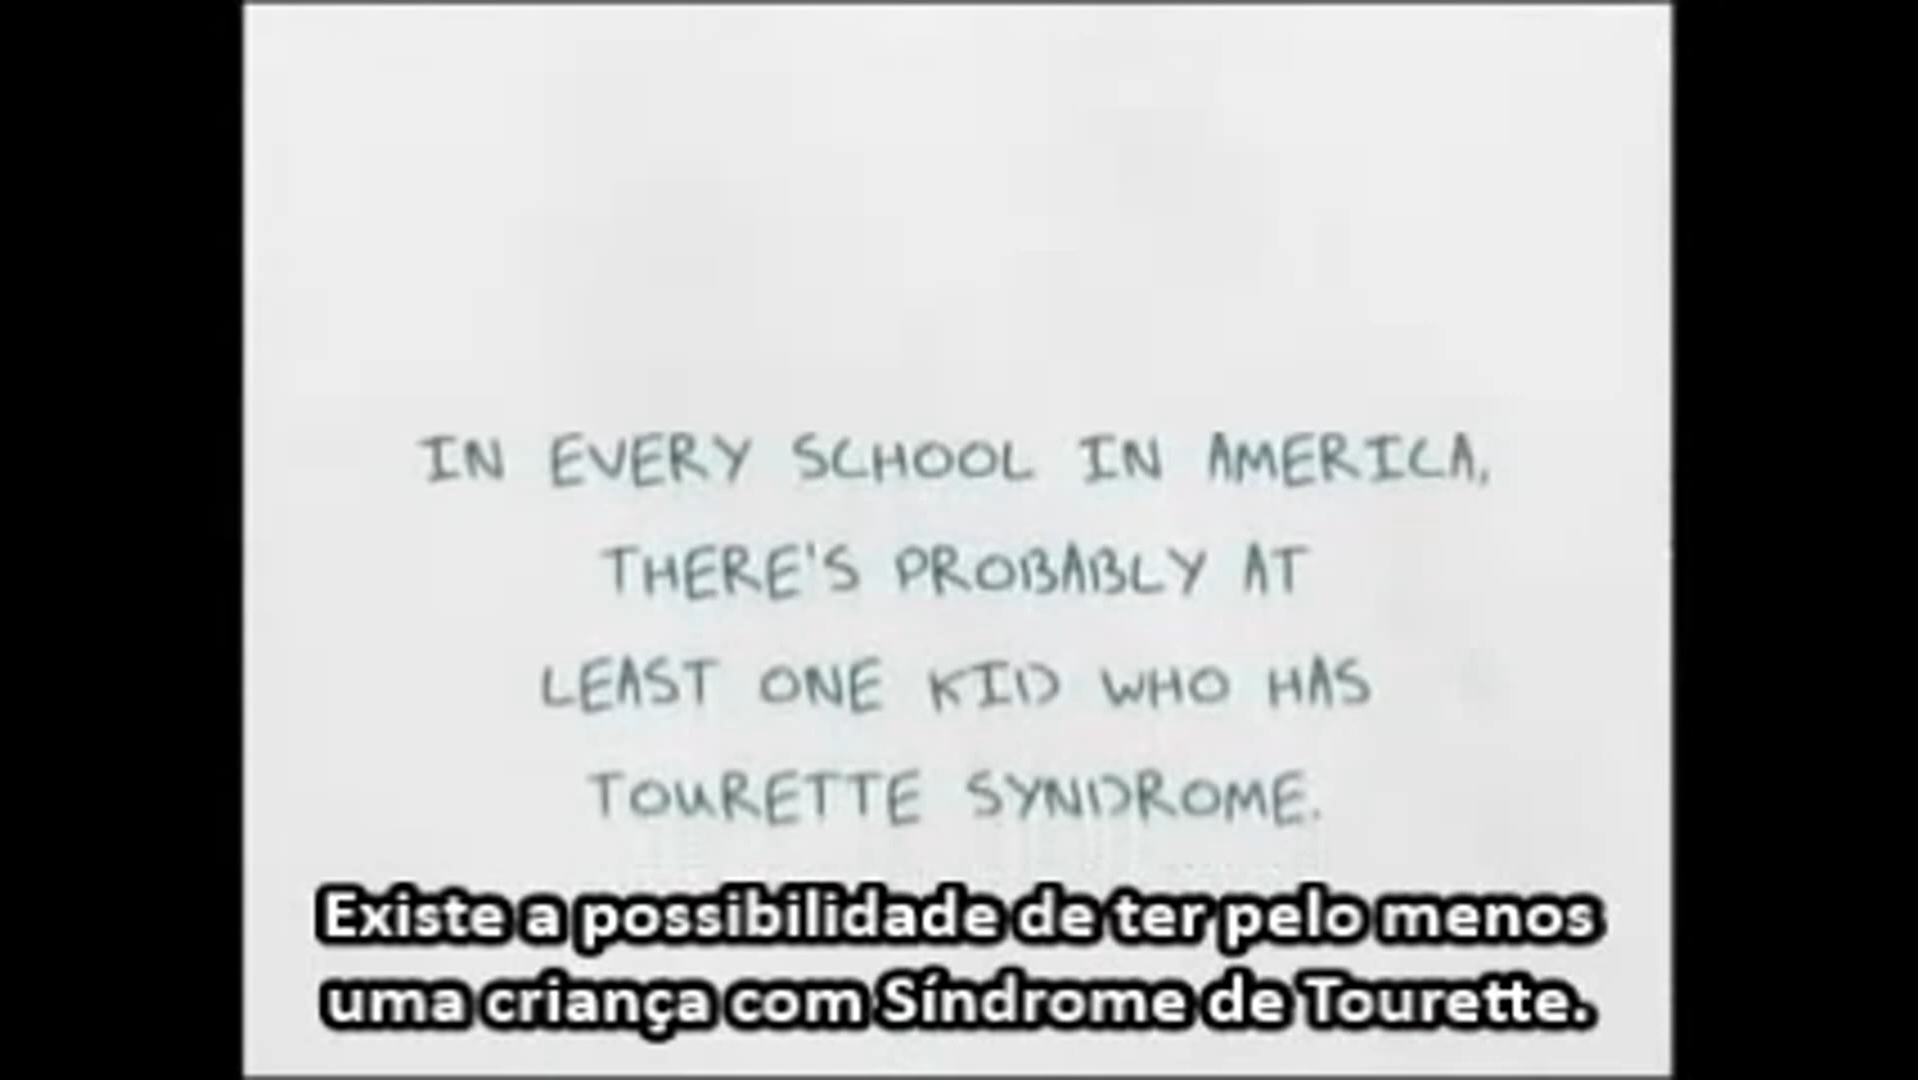 IN EVERY SCHOOL IN AMERICA,
THERE'S PROBABLY AT
LEAST ONE KID WHO HAS
TOURETTE SYNDROME.
Existe a possibilidade de ter pelo menos
uma criança com Síndrome de Tourette.